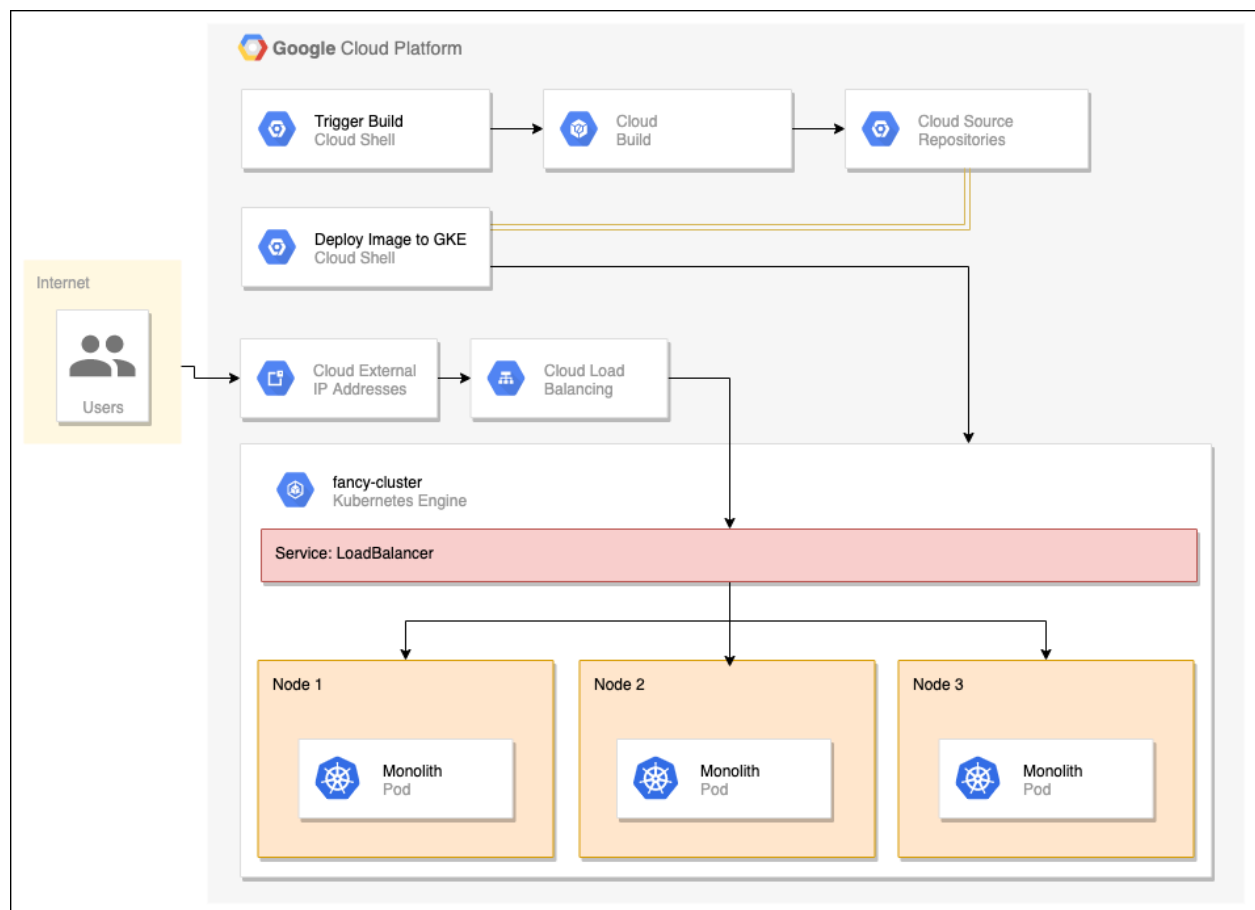 Google Cloud Platform
Trigger Build
Cloud Shell
Cloud
Build
Cloud Source
Repositories
Deploy Image to GKE
Cloud Shell
Internet
Users
Cloud External
IP Addresses
Cloud Load
Balancing
fancy-cluster
Kubernetes Engine
Service: LoadBalancer
Node 1
Node 2
Node 3
Monolith
Pod
Monolith
Pod
Monolith
Pod